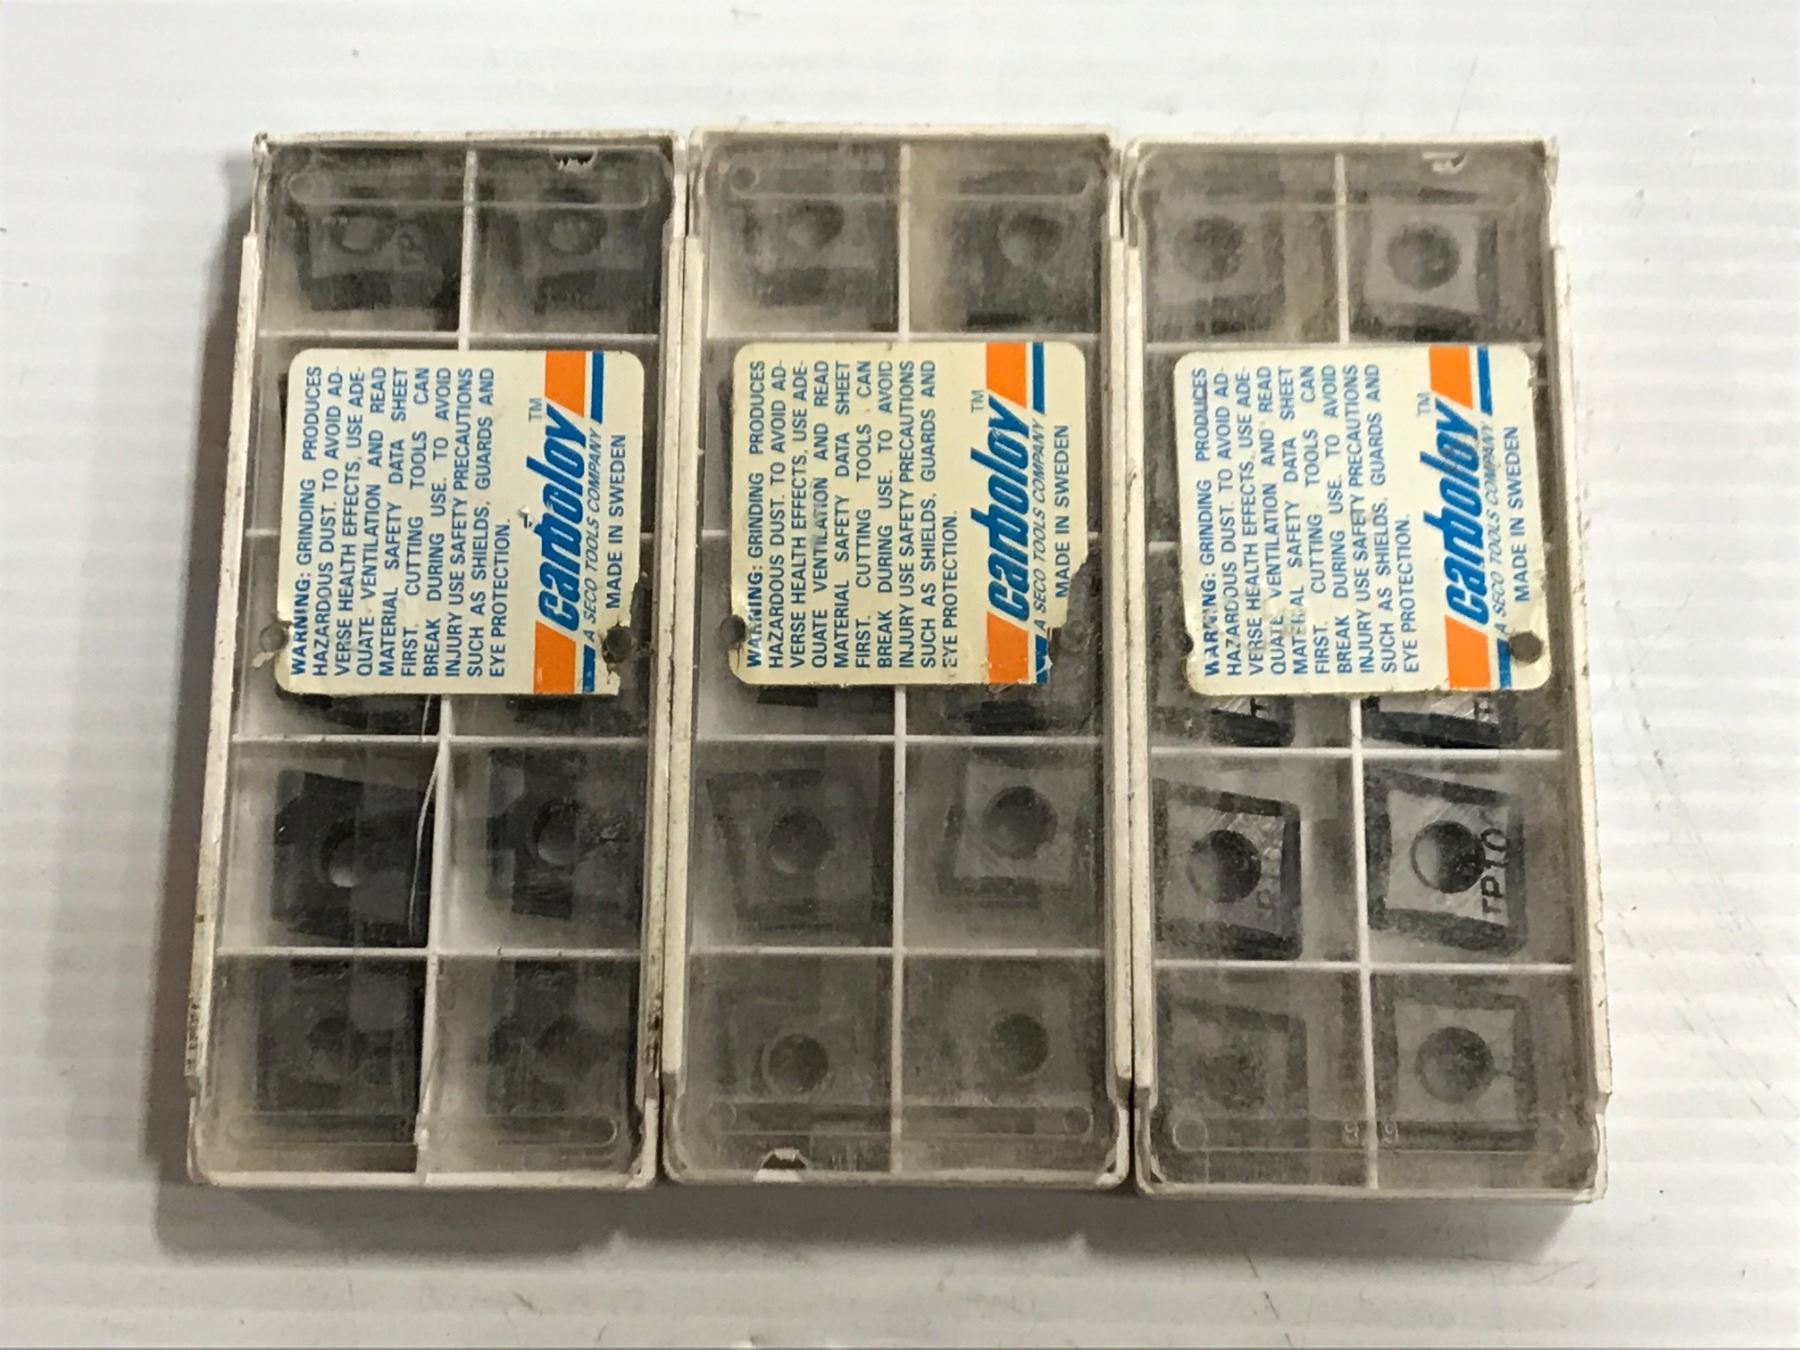 WARNING: GRINDING PRODUCES
HAZARDOUS DUST. TO AVOID AD-
VERSE HEALTH EFFECTS, USE ADE-
QUATE VENTILATION AND READ
MATERIAL SAFETY DATA SHEET
FIRST. CUTTING TOOLS CAN
BREAK DURING USE. TO AVOID
INJURY USE SAFETY PRECAUTIONS
SUCH AS SHIELDS, GUARDS AND
EYE PROTECTION.
carboloy TM
A SECO TOOLS COMPANY
MADE IN SWEDEN
WARNING: GRINDING PRODUCES
HAZARDOUS DUST. TO AVOID AD-
VERSE HEALTH EFFECTS, USE ADE-
QUATE VENTILATION AND READ
MATERIAL SAFETY DATA SHEET
FIRST. CUTTING TOOLS CAN
BREAK DURING USE. TO AVOID
INJURY USE SAFETY PRECAUTIONS
SUCH AS SHIELDS, GUARDS AND
EYE PROTECTION.
carboloy TM
A SECO TOOLS COMPANY
MADE IN SWEDEN
WARNING: GRINDING PRODUCES
HAZARDOUS DUST. TO AVOID AD-
VERSE HEALTH EFFECTS, USE ADE-
QUATE VENTILATION AND READ
MATERIAL SAFETY DATA SHEET
FIRST. CUTTING TOOLS CAN
BREAK DURING USE. TO AVOID
INJURY USE SAFETY PRECAUTIONS
SUCH AS SHIELDS, GUARDS AND
EYE PROTECTION.
carboloy TM
A SECO TOOLS COMPANY
MADE IN SWEDEN
TP10